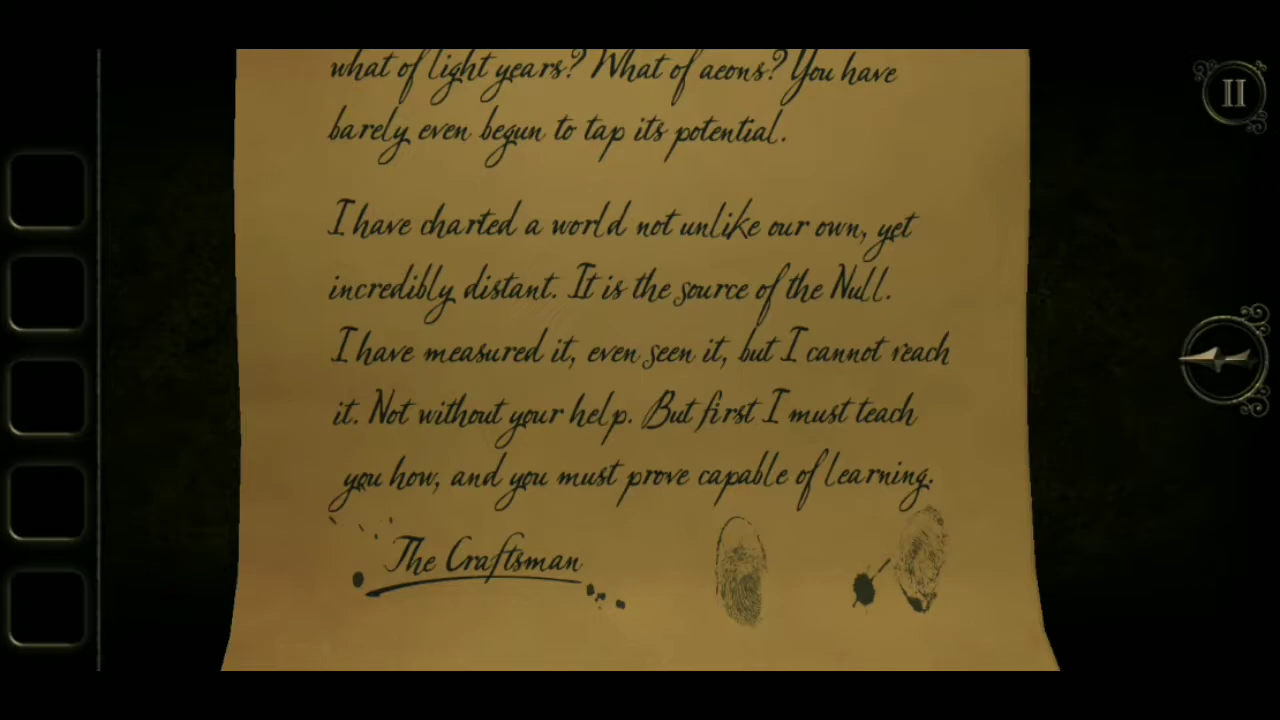 what of light years? What of aeons? You have
barely even begun to tap its potential.
I have charted a world not unlike our own, yet
incredibly distant. It is the source of the Null.
I have measured it, even seen it, but I cannot reach
it. Not without your help. But first I must teach
you how, and you must prove capable of learning.
The Craftsman